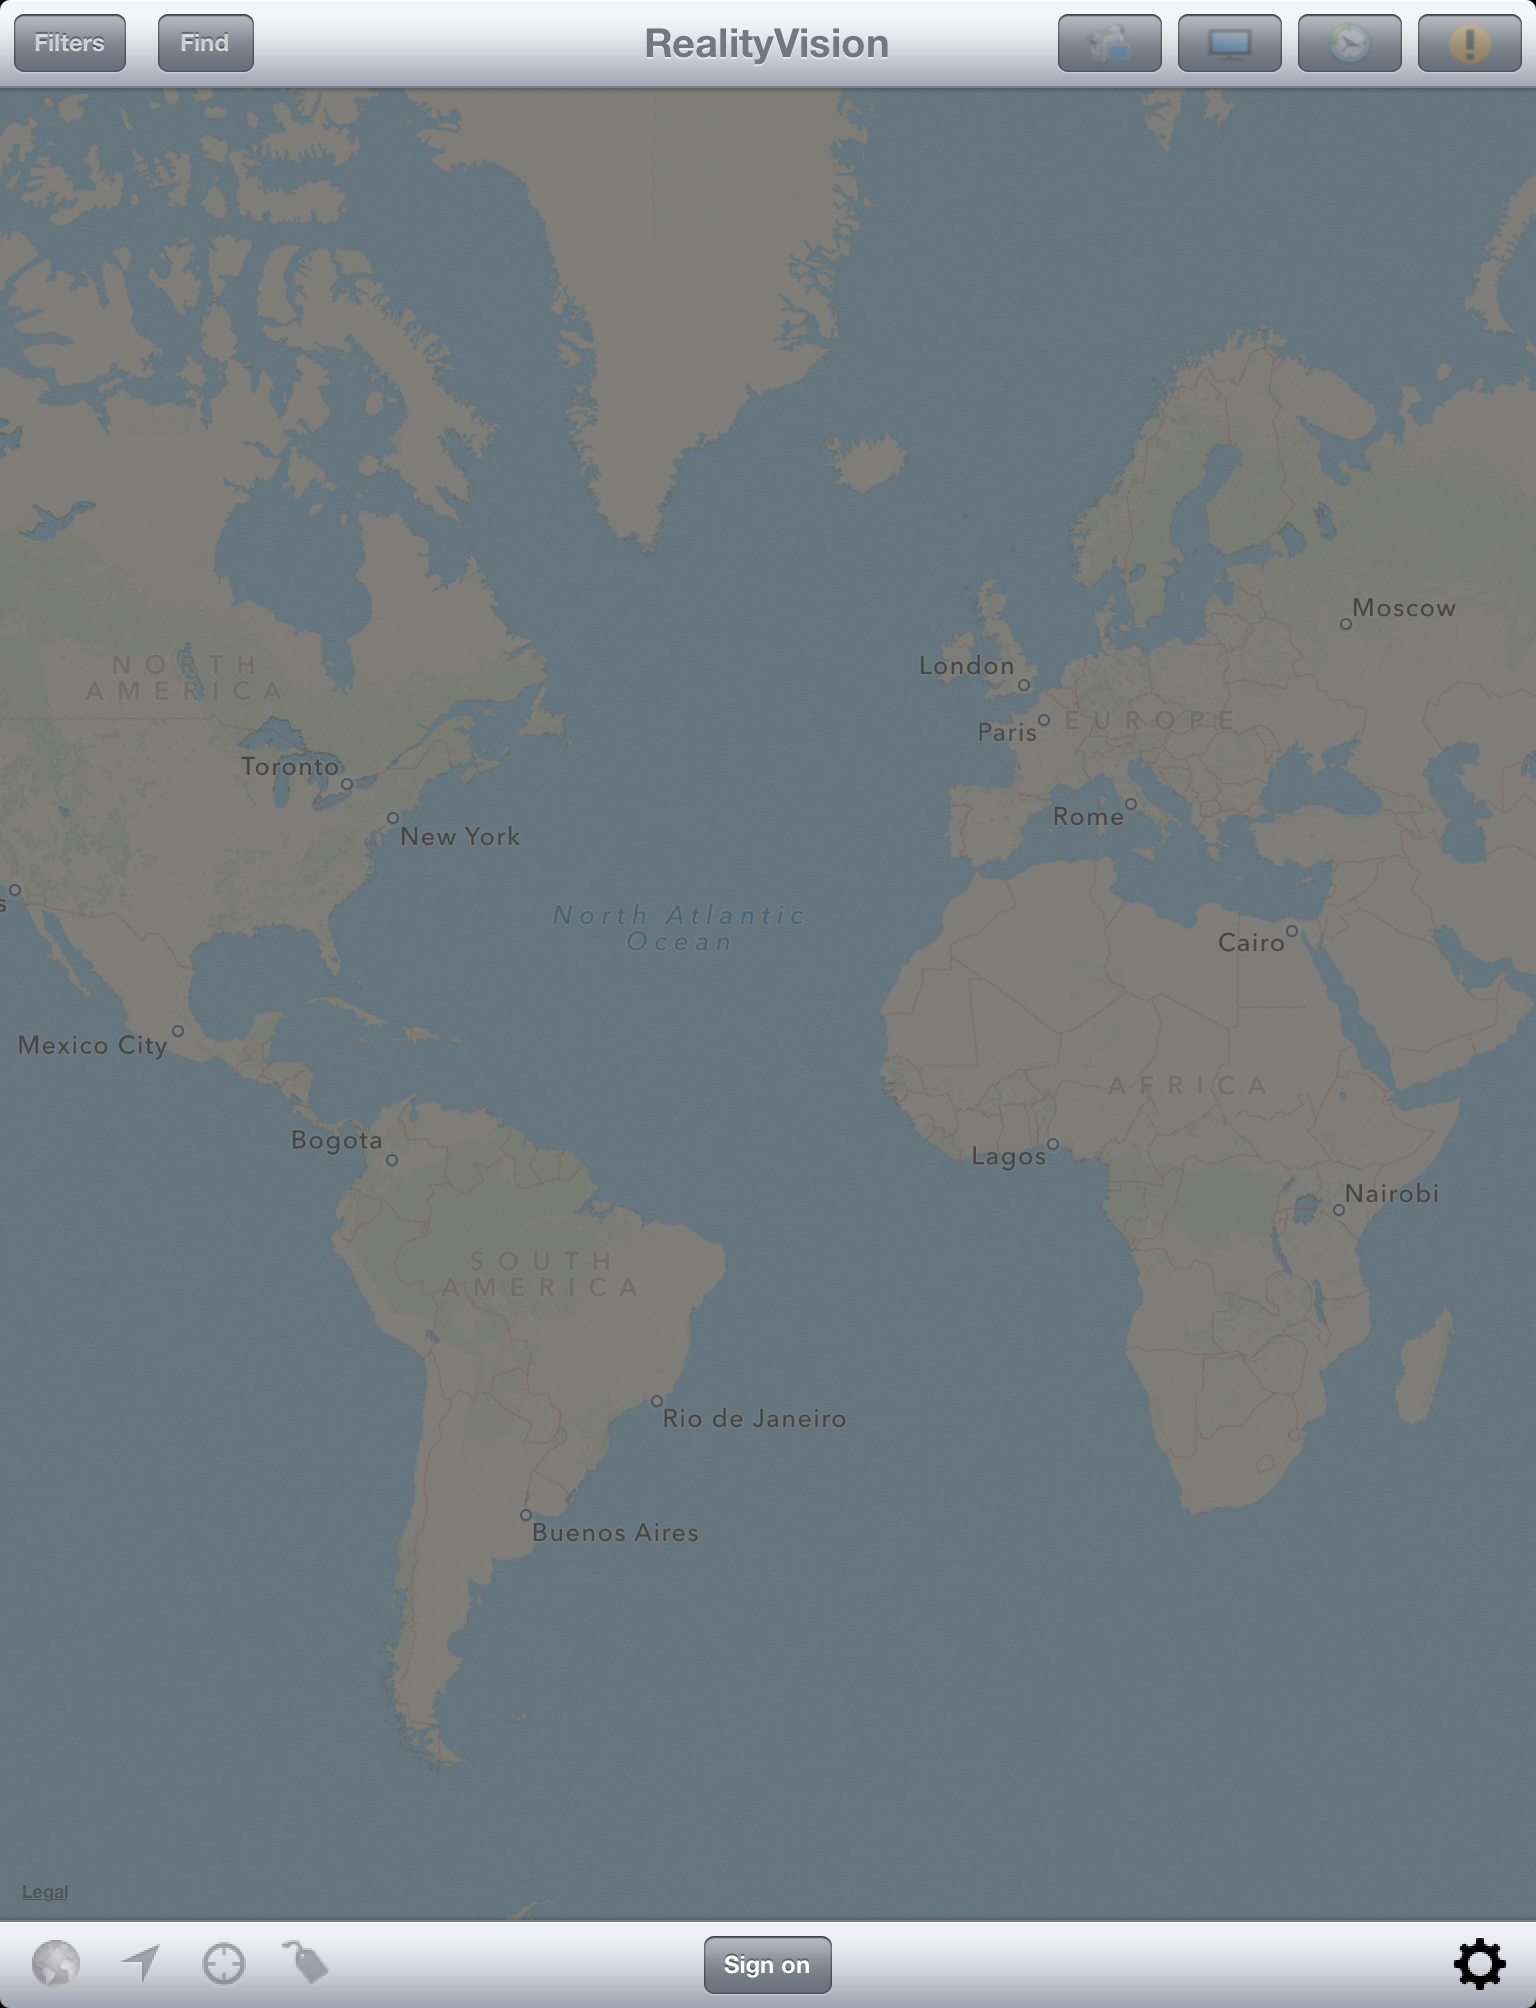 Filters
Find
RealityVision
Moscow
London
NORTH
AMERICA
Paris
EUROPE
Toronto
Rome
New York
s
North Atlantic
Ocean
Cairo
Mexico City
AFRICA
Bogota
Lagos
Nairobi
SOUTH
AMERICA
Rio de Janeiro
Buenos Aires
Legal
Sign on